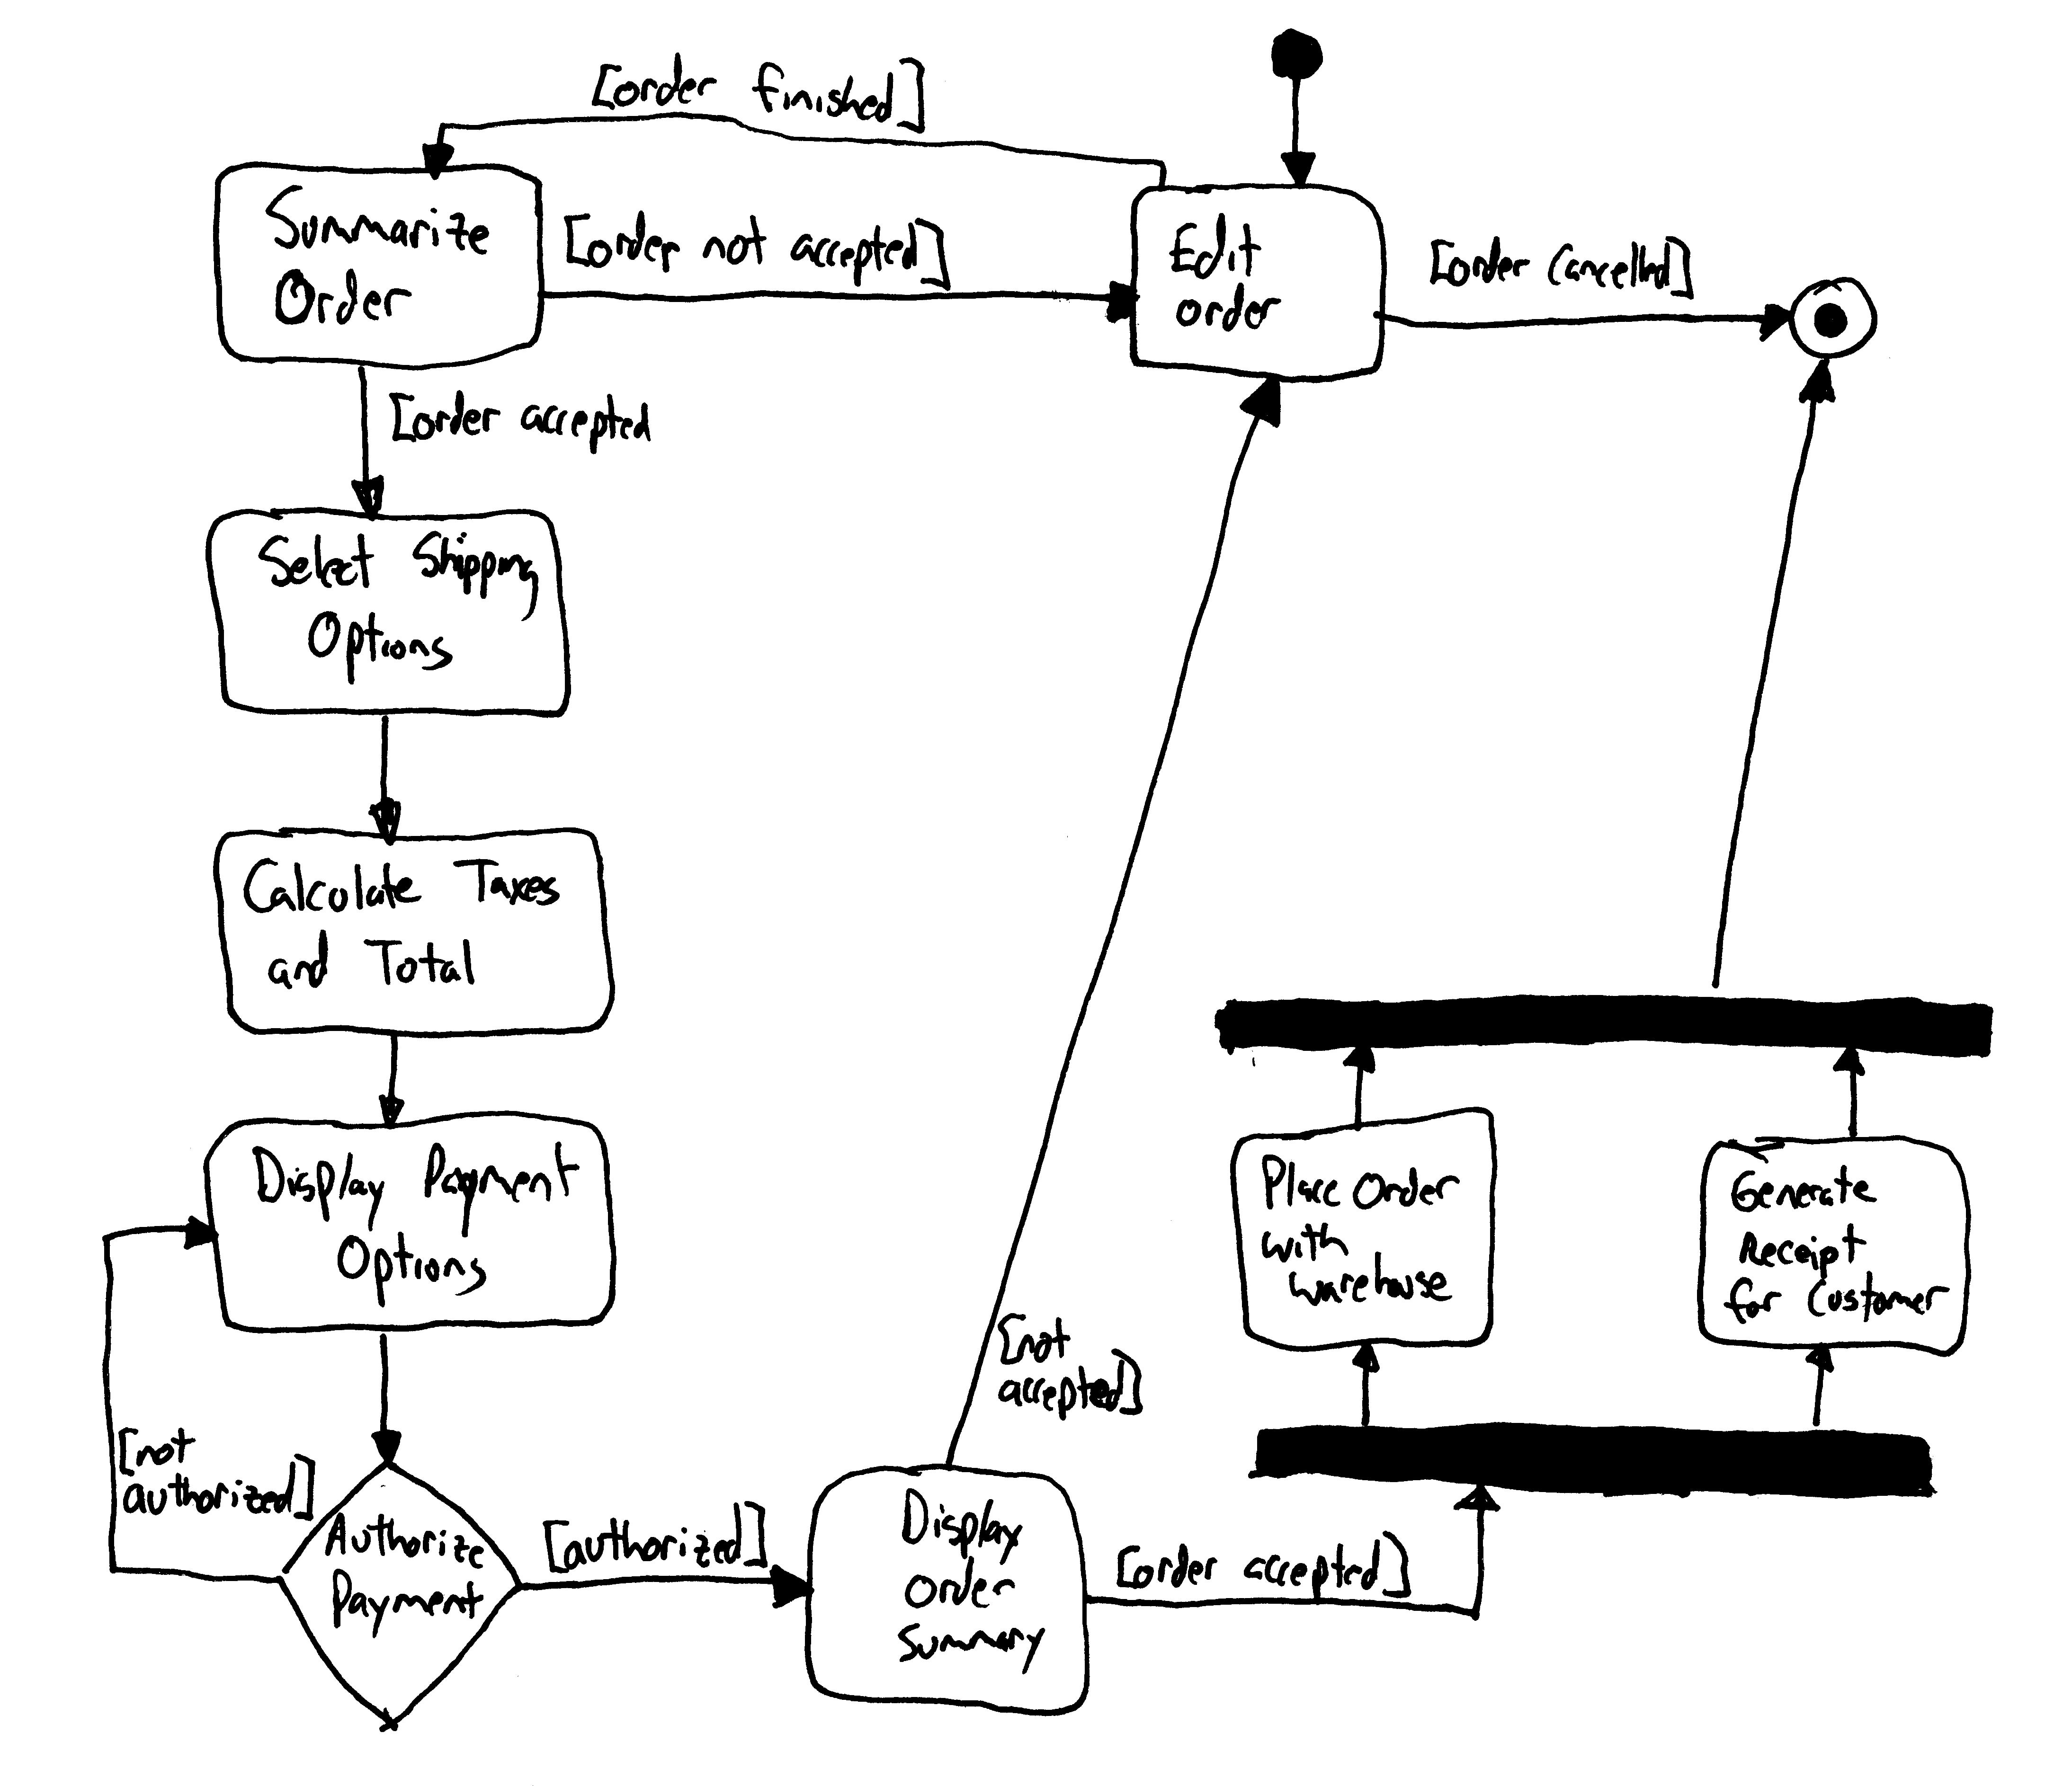 [order finished]
Summarize
Order
[order not accepted]
Edit
order
[order cancelled]
[order accepted
Select Shipping
Options
Calculate Taxes
and Total
Display Payment
Options
[not
authorized]
Authorize
Payment
[authorized]
Display
Order
Summary
[not
accepted]
[order accepted]
Place Order
with
warehouse
Generate
Receipt
for Customer